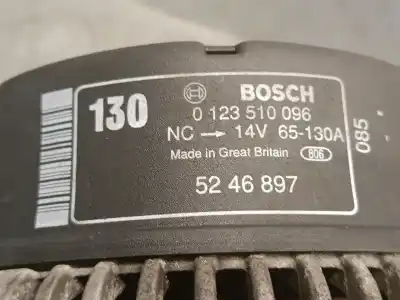 130
BOSCH
0 123 510 096
NC → 14V 65-130A
Made in Great Britain 806
52 46 897
085